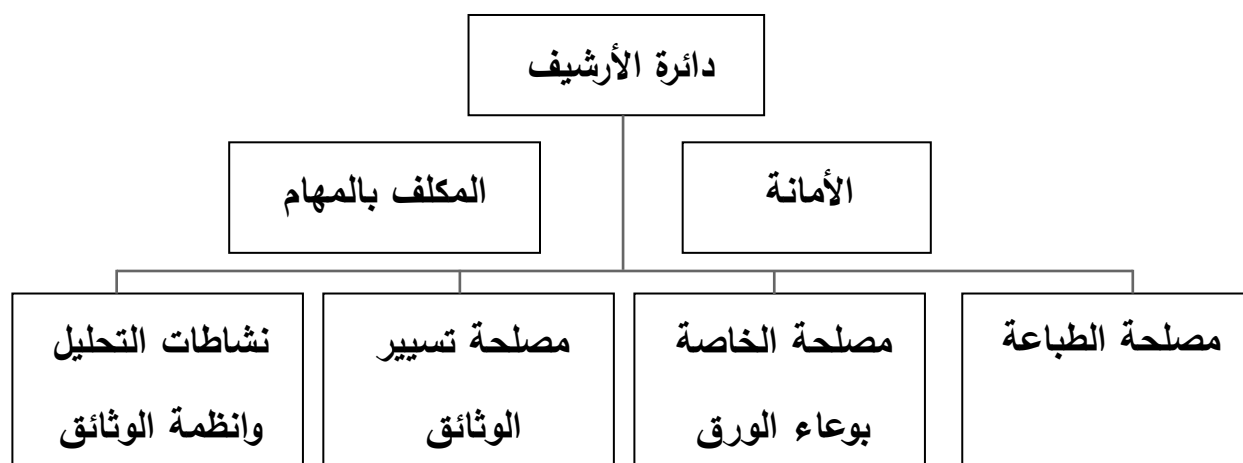 دائرة الأرشيف
الأمانة
المكلف بالمهام
مصلحة الطباعة
مصلحة الخاصة
بوعاء الورق
مصلحة تسيير
الوثائق
نشاطات التحليل
وانظمة الوثائق